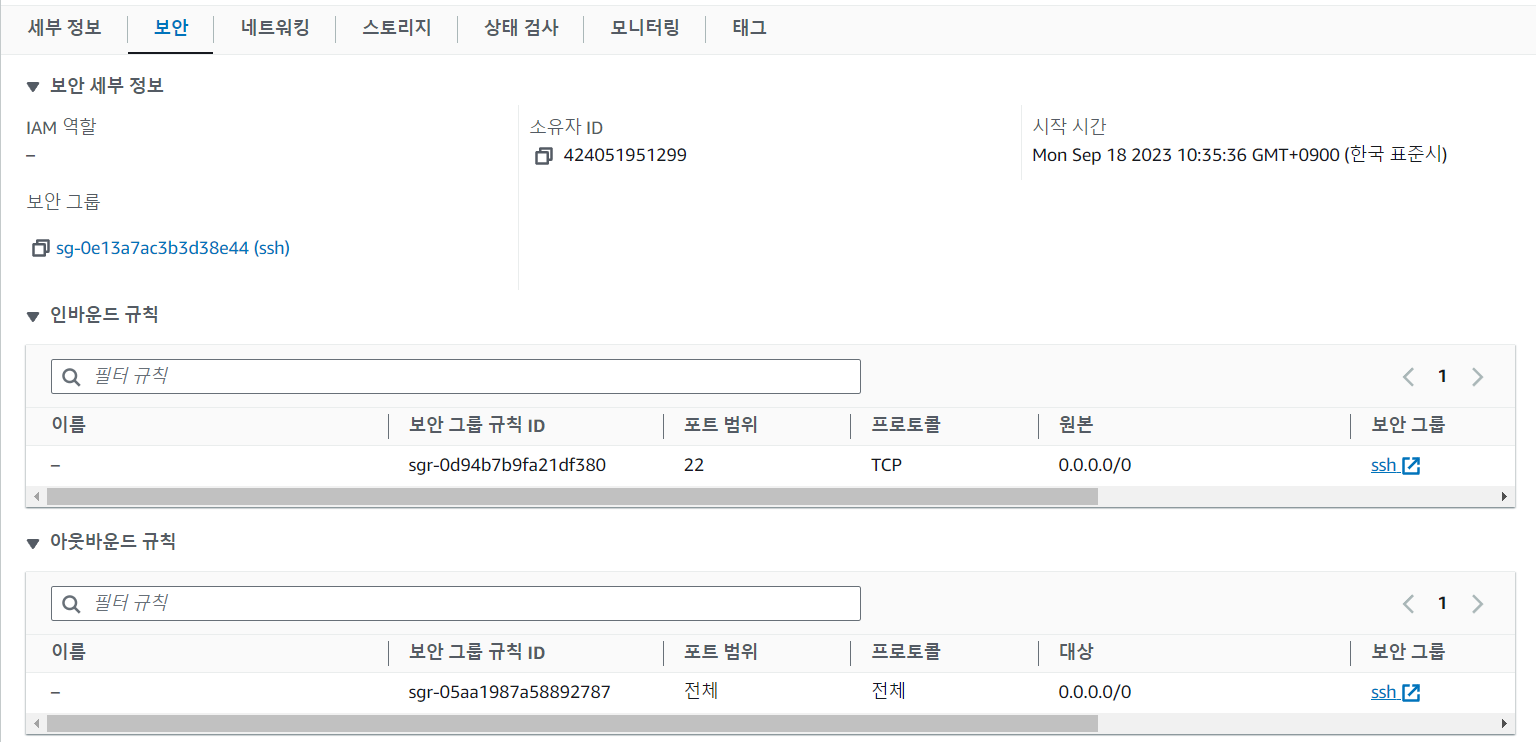 세부 정보 보안 네트워킹 스토리지 상태 검사 모니터링 태그
▼ 보안 세부 정보
IAM 역할 소유자 ID 시작 시간
– 424051951299 Mon Sep 18 2023 10:35:36 GMT+0900 (한국 표준시)
보안 그룹
sg-0e13a7ac3b3d38e44 (ssh)
▼ 인바운드 규칙
필터 규칙 1
이름 보안 그룹 규칙 ID 포트 범위 프로토콜 원본 보안 그룹
– sgr-0d94b7b9fa21df380 22 TCP 0.0.0.0/0 ssh
▼ 아웃바운드 규칙
필터 규칙 1
이름 보안 그룹 규칙 ID 포트 범위 프로토콜 대상 보안 그룹
– sgr-05aa1987a58892787 전체 전체 0.0.0.0/0 ssh